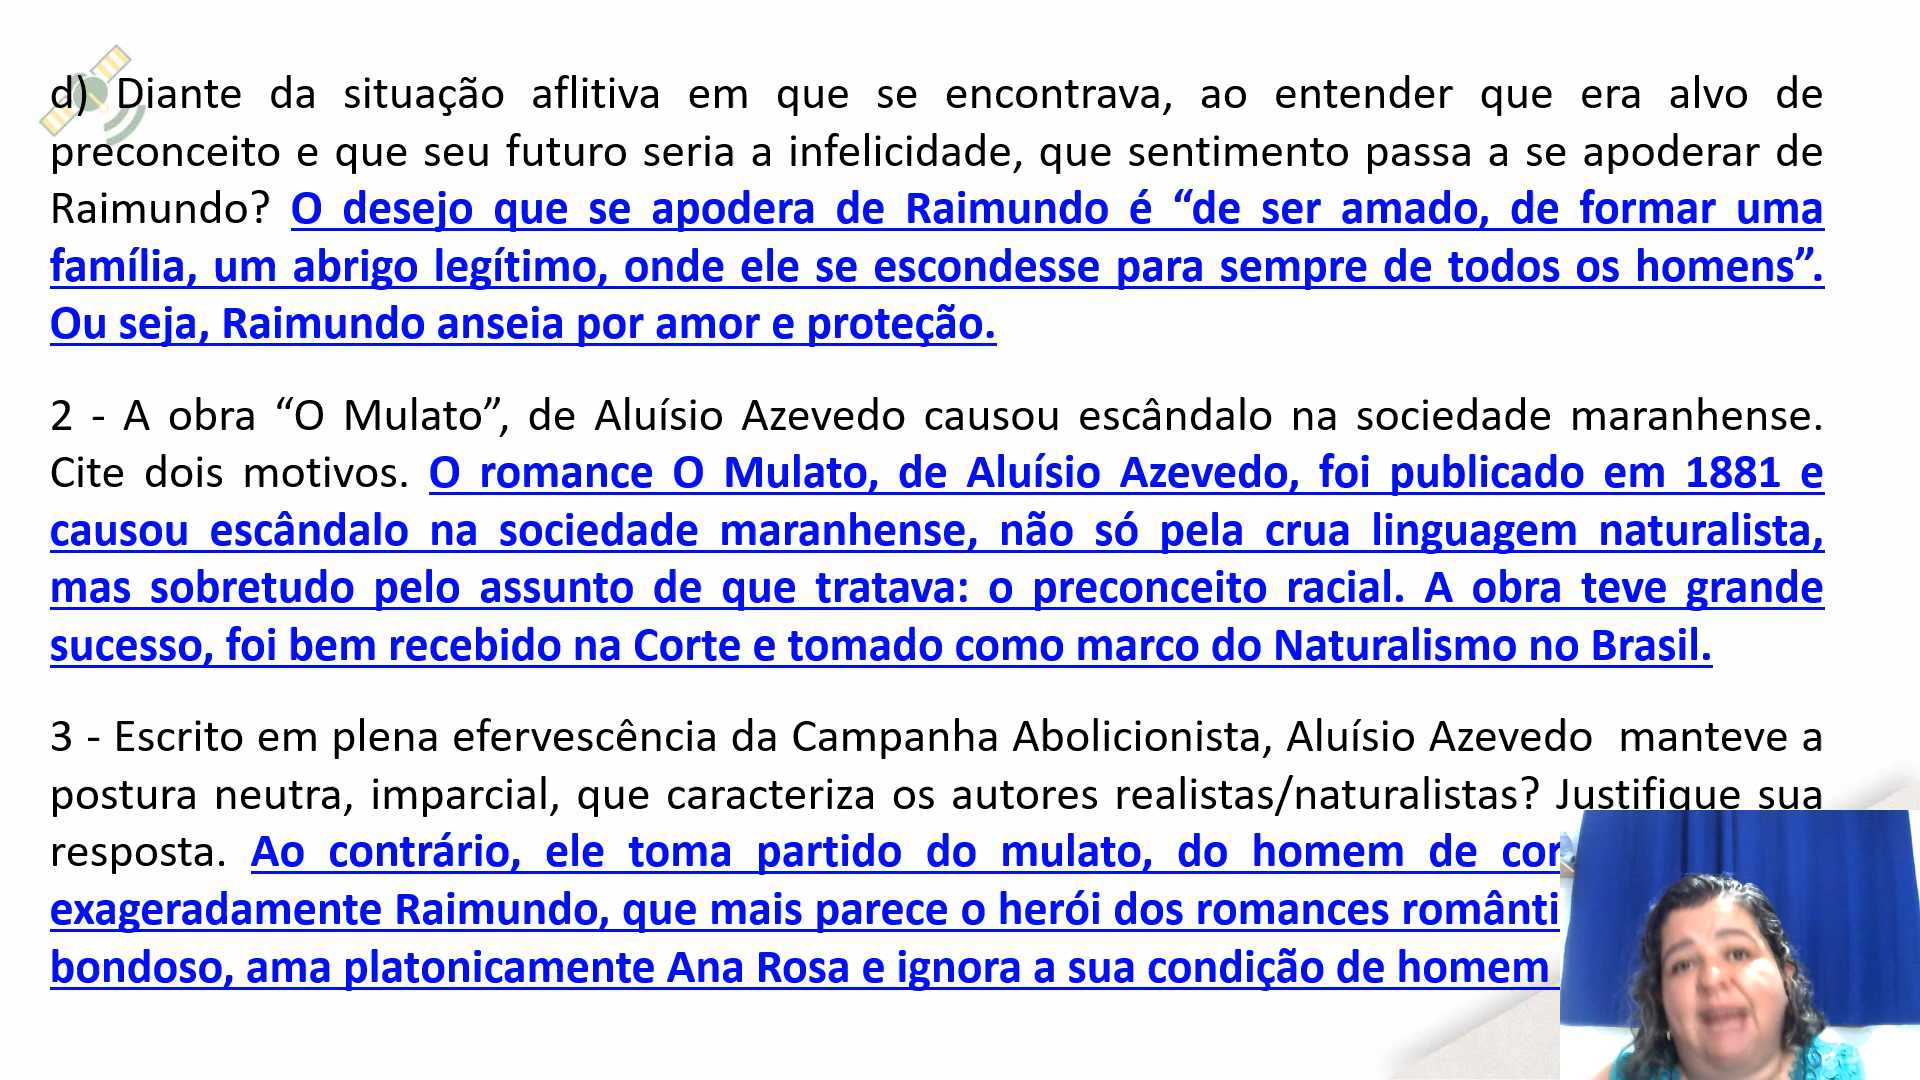 d) Diante da situação aflitiva em que se encontrava, ao entender que era alvo de
preconceito e que seu futuro seria a infelicidade, que sentimento passa a se apoderar de
Raimundo? O desejo que se apodera de Raimundo é “de ser amado, de formar uma
família, um abrigo legítimo, onde ele se escondesse para sempre de todos os homens”.
Ou seja, Raimundo anseia por amor e proteção.
2 - A obra “O Mulato”, de Aluísio Azevedo causou escândalo na sociedade maranhense.
Cite dois motivos. O romance O Mulato, de Aluísio Azevedo, foi publicado em 1881 e
causou escândalo na sociedade maranhense, não só pela crua linguagem naturalista,
mas sobretudo pelo assunto de que tratava: o preconceito racial. A obra teve grande
sucesso, foi bem recebido na Corte e tomado como marco do Naturalismo no Brasil.
3 - Escrito em plena efervescência da Campanha Abolicionista, Aluísio Azevedo manteve a
postura neutra, imparcial, que caracteriza os autores realistas/naturalistas? Justifique sua
resposta. Ao contrário, ele toma partido do mulato, do homem de cor
exageradamente Raimundo, que mais parece o herói dos romances românti
bondoso, ama platonicamente Ana Rosa e ignora a sua condição de homem